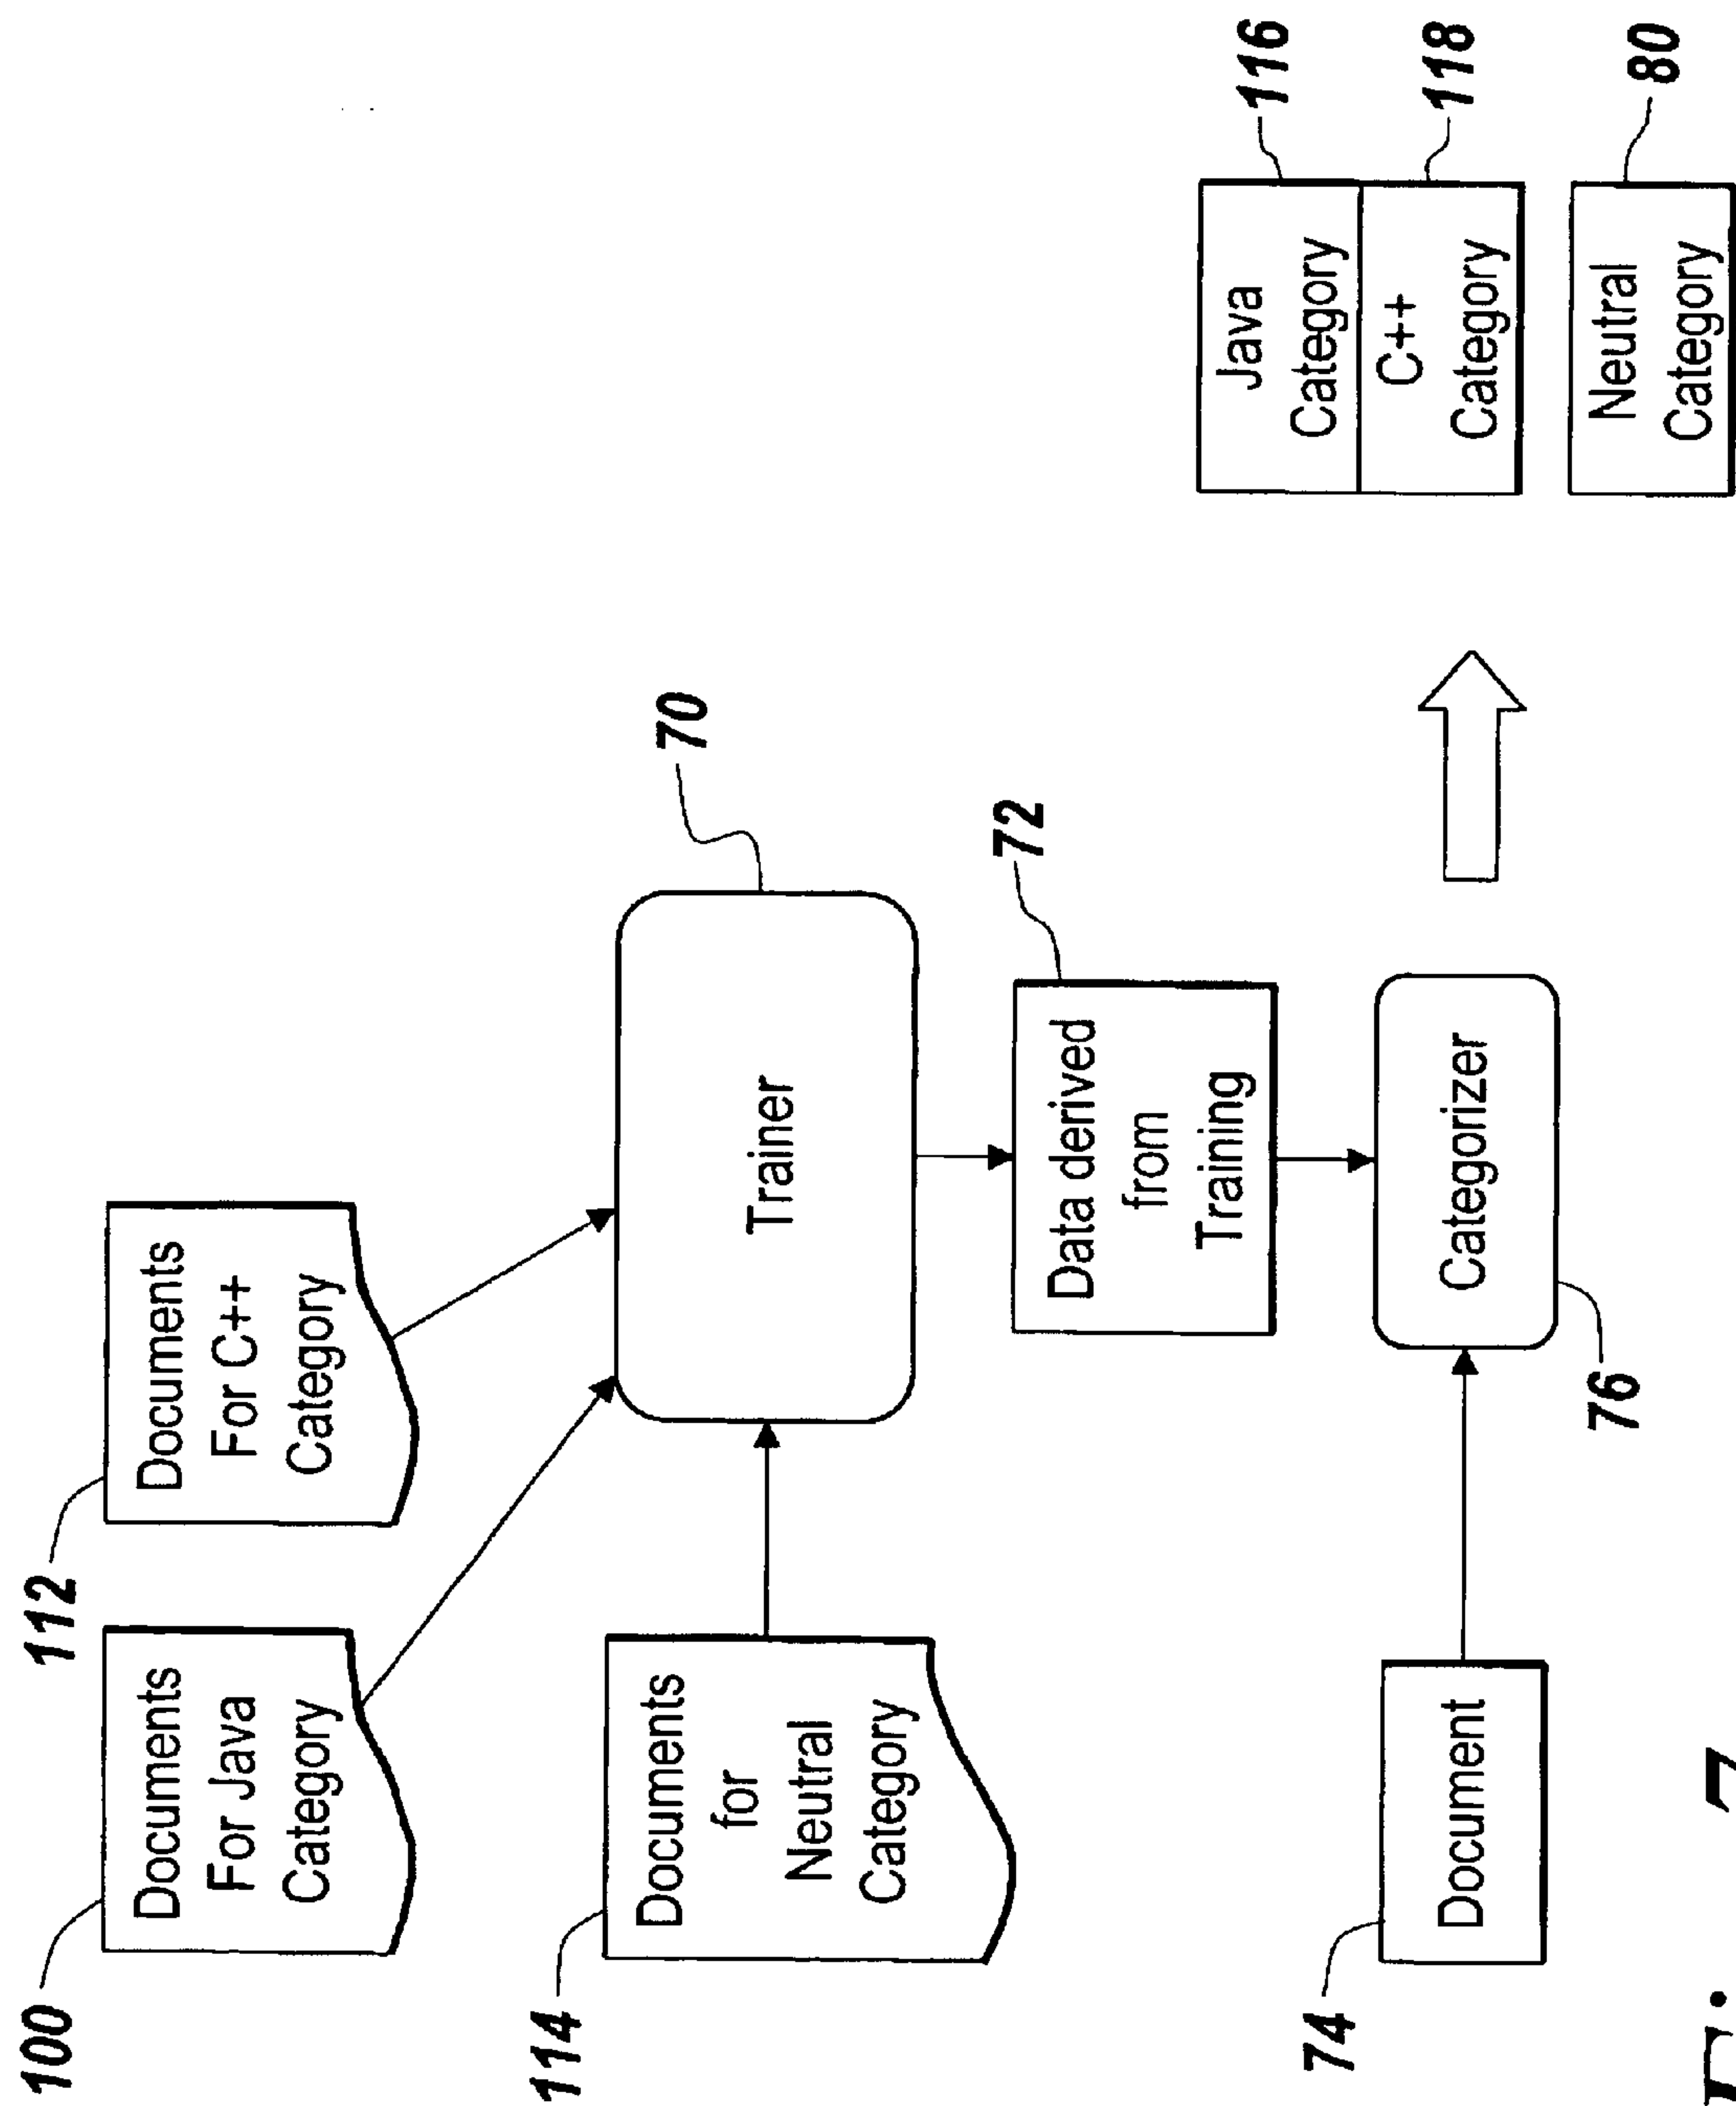 100
Documents
For Java
Category
112
Documents
For C++
Category
114
Documents
for
Neutral
Category
Trainer
70
Data derived
from
Training
72
74
Document
Categorizer
76
Java
Category
116
C++
Category
118
Neutral
Category
80